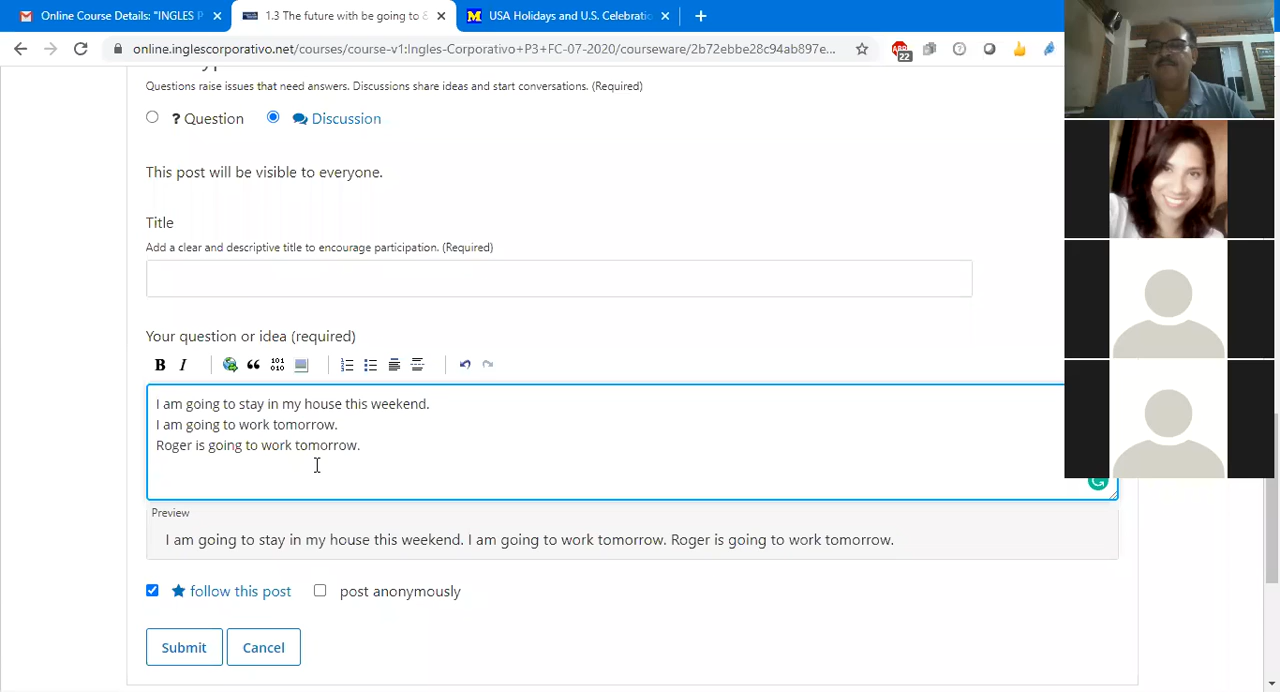 Online Course Details: "INGLES P
1.3 The future with be going to &
USA Holidays and U.S. Celebratio
online.inglescorporativo.net/courses/course-v1:Ingles-Corporativo+P3+FC-07-2020/courseware/2b72ebbe28c94ab897e...
22
Questions raise issues that need answers. Discussions share ideas and start conversations. (Required)
? Question
Discussion
This post will be visible to everyone.
Title
Add a clear and descriptive title to encourage participation. (Required)
Your question or idea (required)
B I
I am going to stay in my house this weekend.
I am going to work tomorrow.
Roger is going to work tomorrow.
Preview
I am going to stay in my house this weekend. I am going to work tomorrow. Roger is going to work tomorrow.
follow this post
post anonymously
Submit
Cancel